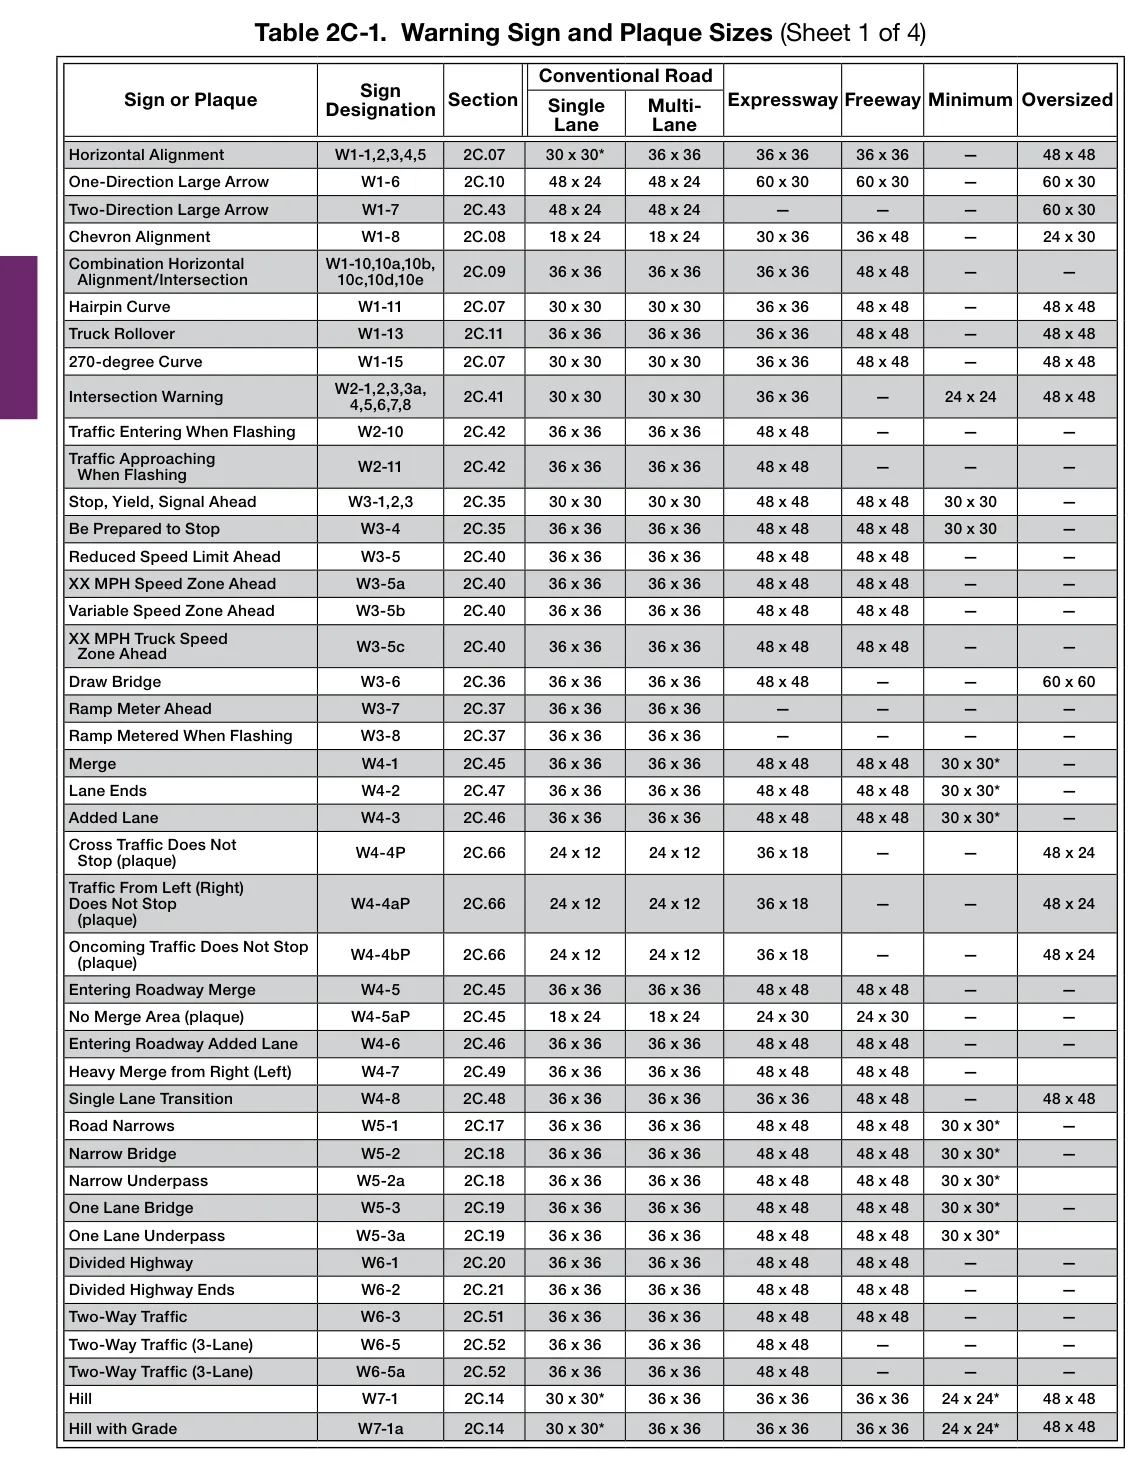 Table 2C-1. Warning Sign and Plaque Sizes (Sheet 1 of 4)
Sign or Plaque Sign Designation Section Conventional Road Expressway Freeway Minimum Oversized
Single Lane Multi-Lane
Horizontal Alignment W1-1,2,3,4,5 2C.07 30 x 30* 36 x 36 36 x 36 36 x 36 — 48 x 48
One-Direction Large Arrow W1-6 2C.10 48 x 24 48 x 24 60 x 30 60 x 30 — 60 x 30
Two-Direction Large Arrow W1-7 2C.43 48 x 24 48 x 24 — — — 60 x 30
Chevron Alignment W1-8 2C.08 18 x 24 18 x 24 30 x 36 36 x 48 — 24 x 30
Combination Horizontal Alignment/Intersection W1-10,10a,10b, 10c,10d,10e 2C.09 36 x 36 36 x 36 36 x 36 48 x 48 — —
Hairpin Curve W1-11 2C.07 30 x 30 30 x 30 36 x 36 48 x 48 — 48 x 48
Truck Rollover W1-13 2C.11 36 x 36 36 x 36 36 x 36 48 x 48 — 48 x 48
270-degree Curve W1-15 2C.07 30 x 30 30 x 30 36 x 36 48 x 48 — 48 x 48
Intersection Warning W2-1,2,3,3a, 4,5,6,7,8 2C.41 30 x 30 30 x 30 36 x 36 — 24 x 24 48 x 48
Traffic Entering When Flashing W2-10 2C.42 36 x 36 36 x 36 48 x 48 — — —
Traffic Approaching When Flashing W2-11 2C.42 36 x 36 36 x 36 48 x 48 — — —
Stop, Yield, Signal Ahead W3-1,2,3 2C.35 30 x 30 30 x 30 48 x 48 48 x 48 30 x 30 —
Be Prepared to Stop W3-4 2C.35 36 x 36 36 x 36 48 x 48 48 x 48 30 x 30 —
Reduced Speed Limit Ahead W3-5 2C.40 36 x 36 36 x 36 48 x 48 48 x 48 — —
XX MPH Speed Zone Ahead W3-5a 2C.40 36 x 36 36 x 36 48 x 48 48 x 48 — —
Variable Speed Zone Ahead W3-5b 2C.40 36 x 36 36 x 36 48 x 48 48 x 48 — —
XX MPH Truck Speed Zone Ahead W3-5c 2C.40 36 x 36 36 x 36 48 x 48 48 x 48 — —
Draw Bridge W3-6 2C.36 36 x 36 36 x 36 48 x 48 — — 60 x 60
Ramp Meter Ahead W3-7 2C.37 36 x 36 36 x 36 — — — —
Ramp Metered When Flashing W3-8 2C.37 36 x 36 36 x 36 — — — —
Merge W4-1 2C.45 36 x 36 36 x 36 48 x 48 48 x 48 30 x 30* —
Lane Ends W4-2 2C.47 36 x 36 36 x 36 48 x 48 48 x 48 30 x 30* —
Added Lane W4-3 2C.46 36 x 36 36 x 36 48 x 48 48 x 48 30 x 30* —
Cross Traffic Does Not Stop (plaque) W4-4P 2C.66 24 x 12 24 x 12 36 x 18 — — 48 x 24
Traffic From Left (Right) Does Not Stop (plaque) W4-4aP 2C.66 24 x 12 24 x 12 36 x 18 — — 48 x 24
Oncoming Traffic Does Not Stop (plaque) W4-4bP 2C.66 24 x 12 24 x 12 36 x 18 — — 48 x 24
Entering Roadway Merge W4-5 2C.45 36 x 36 36 x 36 48 x 48 48 x 48 — —
No Merge Area (plaque) W4-5aP 2C.45 18 x 24 18 x 24 24 x 30 24 x 30 — —
Entering Roadway Added Lane W4-6 2C.46 36 x 36 36 x 36 48 x 48 48 x 48 — —
Heavy Merge from Right (Left) W4-7 2C.49 36 x 36 36 x 36 48 x 48 48 x 48 —
Single Lane Transition W4-8 2C.48 36 x 36 36 x 36 36 x 36 48 x 48 — 48 x 48
Road Narrows W5-1 2C.17 36 x 36 36 x 36 48 x 48 48 x 48 30 x 30* —
Narrow Bridge W5-2 2C.18 36 x 36 36 x 36 48 x 48 48 x 48 30 x 30* —
Narrow Underpass W5-2a 2C.18 36 x 36 36 x 36 48 x 48 48 x 48 30 x 30*
One Lane Bridge W5-3 2C.19 36 x 36 36 x 36 48 x 48 48 x 48 30 x 30* —
One Lane Underpass W5-3a 2C.19 36 x 36 36 x 36 48 x 48 48 x 48 30 x 30*
Divided Highway W6-1 2C.20 36 x 36 36 x 36 48 x 48 48 x 48 — —
Divided Highway Ends W6-2 2C.21 36 x 36 36 x 36 48 x 48 48 x 48 — —
Two-Way Traffic W6-3 2C.51 36 x 36 36 x 36 48 x 48 48 x 48 — —
Two-Way Traffic (3-Lane) W6-5 2C.52 36 x 36 36 x 36 48 x 48 — — —
Two-Way Traffic (3-Lane) W6-5a 2C.52 36 x 36 36 x 36 48 x 48 — — —
Hill W7-1 2C.14 30 x 30* 36 x 36 36 x 36 36 x 36 24 x 24* 48 x 48
Hill with Grade W7-1a 2C.14 30 x 30* 36 x 36 36 x 36 36 x 36 24 x 24* 48 x 48